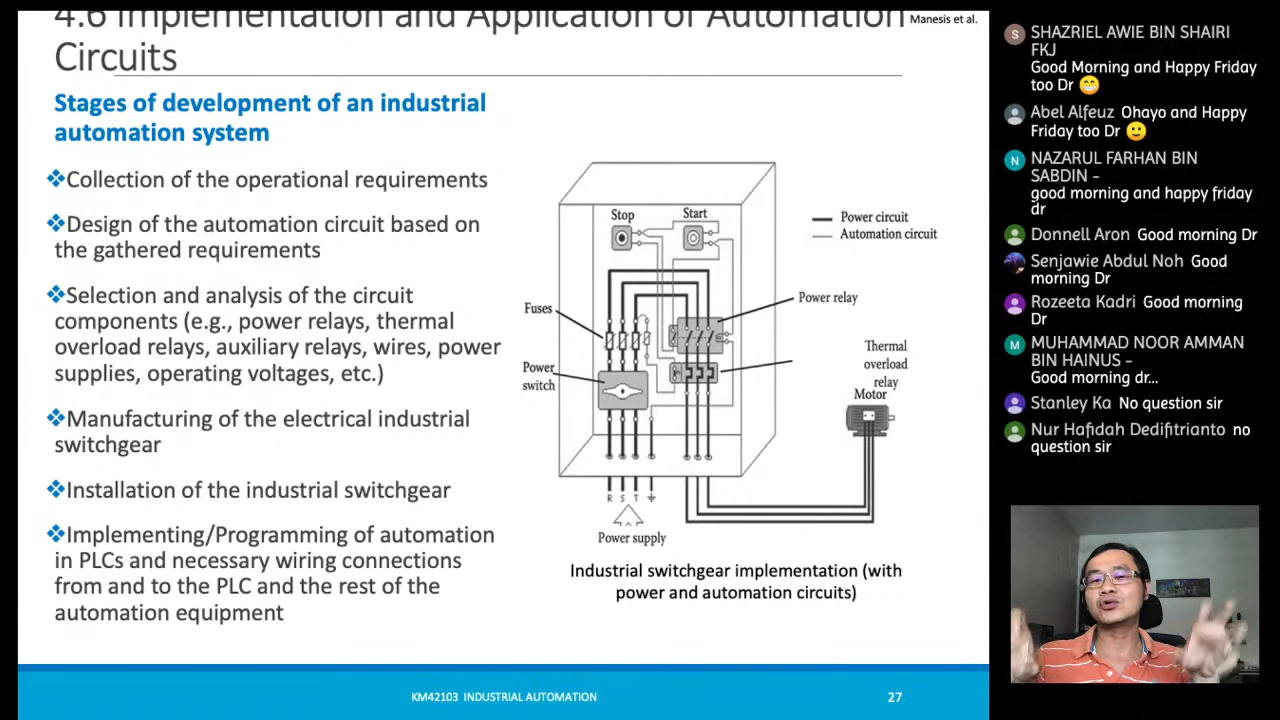 4.6 Implementation and Application of Automation
Manesis et al.
Circuits
Stages of development of an industrial
automation system
❖Collection of the operational requirements
❖Design of the automation circuit based on
the gathered requirements
❖Selection and analysis of the circuit
components (e.g., power relays, thermal
overload relays, auxiliary relays, wires, power
supplies, operating voltages, etc.)
❖Manufacturing of the electrical industrial
switchgear
❖Installation of the industrial switchgear
❖Implementing/Programming of automation
in PLCs and necessary wiring connections
from and to the PLC and the rest of the
automation equipment
Stop
Start
Power circuit
Automation circuit
Power relay
Fuses
Thermal
overload
relay
Power
switch
Motor
R S T
Power supply
Industrial switchgear implementation (with
power and automation circuits)
KM42103 INDUSTRIAL AUTOMATION
27
S
SHAZRIEL AWIE BIN SHAIRI
FKJ
Good Morning and Happy Friday
too Dr 😁
Abel Alfeuz Ohayo and Happy
Friday too Dr 🙂
N
NAZARUL FARHAN BIN
SABDIN -
good morning and happy friday
dr
Donnell Aron Good morning Dr
Senjawie Abdul Noh Good
morning Dr
Rozeeta Kadri Good morning
Dr
M
MUHAMMAD NOOR AMMAN
BIN HAINUS -
Good morning dr...
Stanley Ka No question sir
Nur Hafidah Dedifitrianto no
question sir